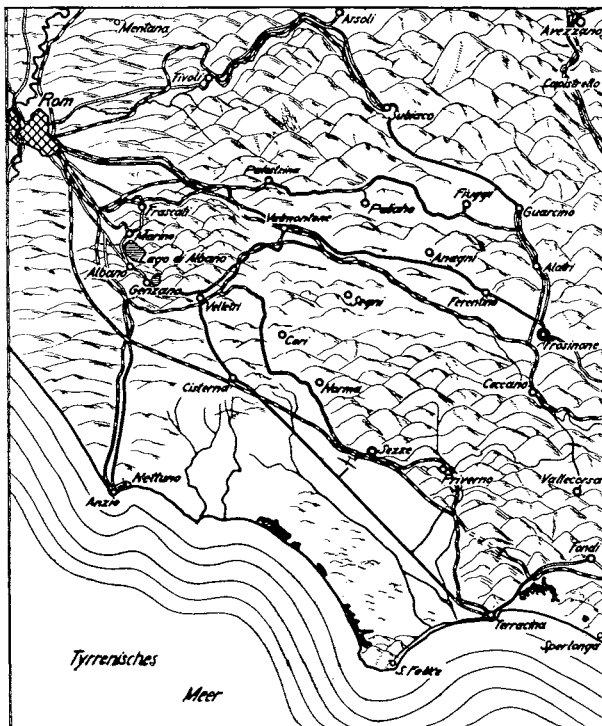 Mentana
Arsoli
Avezzano
Tivoli
Capistrello
Rom
Subiaco
Palestrina
Fiuggi
Paliano
Guarcino
Frascati
Valmontone
Marino
Lago di Albano
Anagni
Alatri
Albano
Genzano
Velletri
Segni
Ferentino
Frosinone
Cori
Cisterna
Norma
Ceccano
Sezze
Priverno
Vallecorsa
Nettuno
Anzio
Fondi
Terracina
Sperlonga
S. Felice
Tyrrenisches
Meer